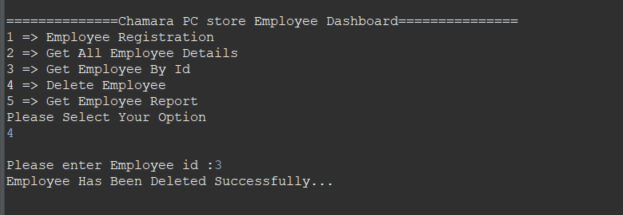 ==============Chamara PC store Employee Dashboard===============
1 => Employee Registration
2 => Get All Employee Details
3 => Get Employee By Id
4 => Delete Employee
5 => Get Employee Report
Please Select Your Option
4
Please enter Employee id :3
Employee Has Been Deleted Successfully...